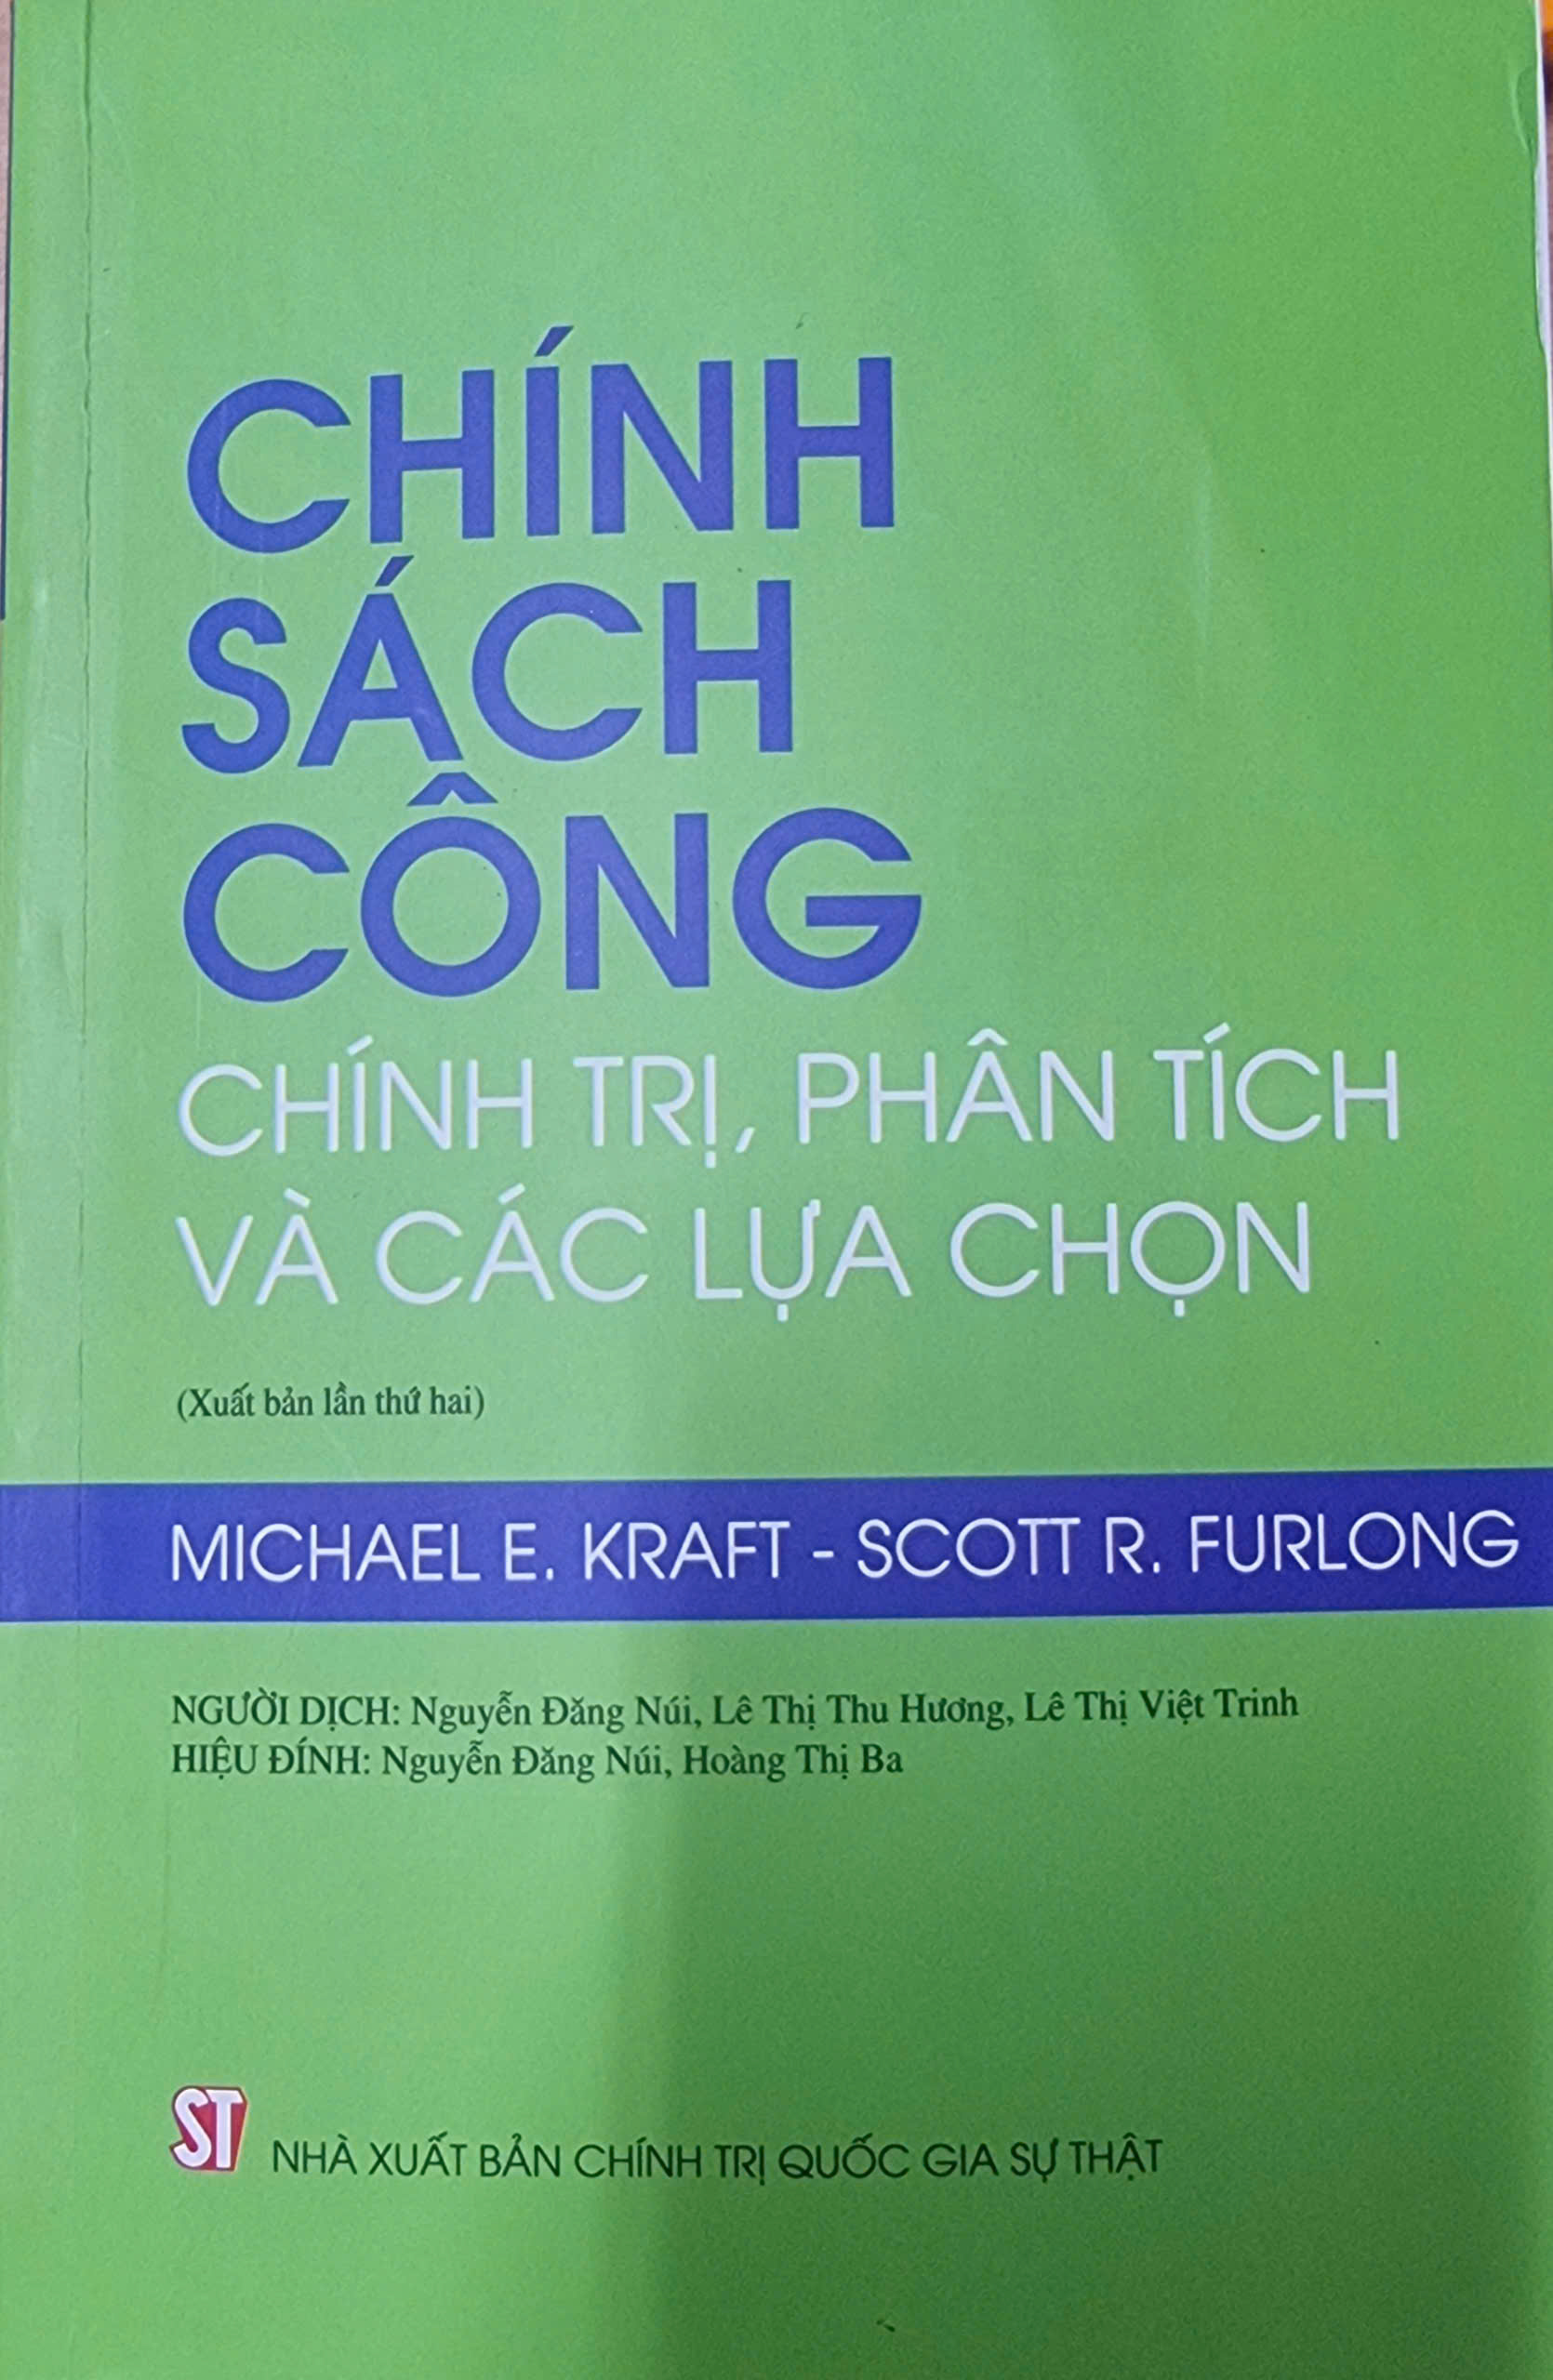 CHÍNH
SÁCH
CÔNG
CHÍNH TRỊ, PHÂN TÍCH
VÀ CÁC LỰA CHỌN
(Xuất bản lần thứ hai)
MICHAEL E. KRAFT - SCOTT R. FURLONG
NGƯỜI DỊCH: Nguyễn Đăng Núi, Lê Thị Thu Hương, Lê Thị Việt Trinh
HIỆU ĐÍNH: Nguyễn Đăng Núi, Hoàng Thị Ba
ST NHÀ XUẤT BẢN CHÍNH TRỊ QUỐC GIA SỰ THẬT